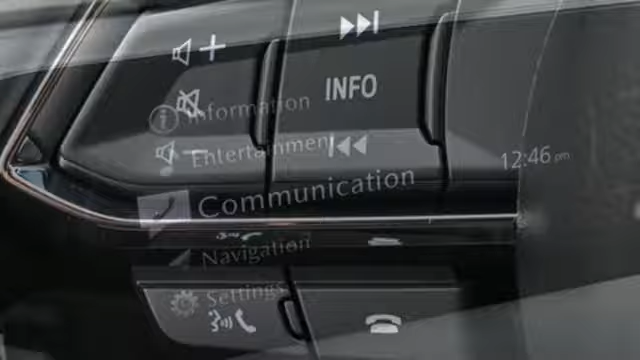 INFO
Information
Entertainment
12:46 pm
Communication
Navigation
Settings